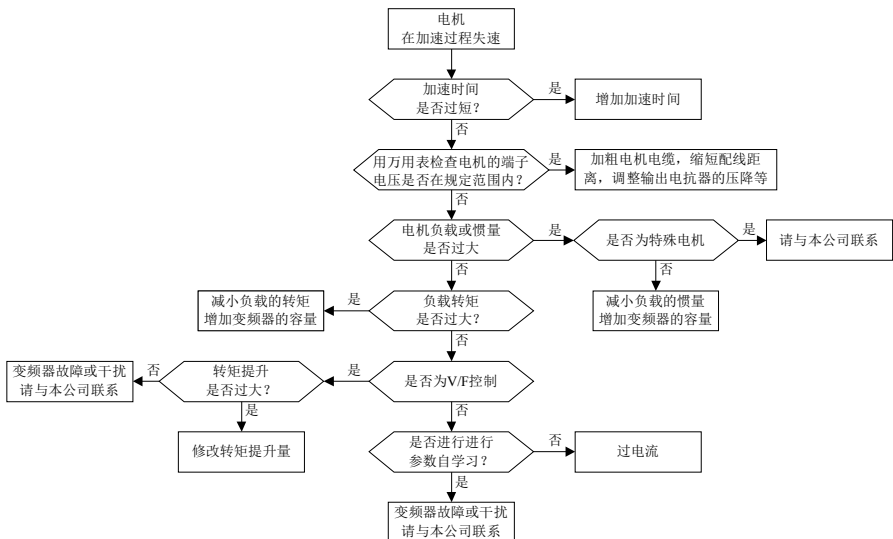 电机
在加速过程失速
加速时间
是否过短？
是
增加加速时间
否
用万用表检查电机的端子
电压是否在规定范围内？
是
加粗电机电缆，缩短配线距
离，调整输出电抗器的压降等
否
电机负载或惯量
是否过大
是
是否为特殊电机
是
请与本公司联系
否
否
减小负载的转矩
增加变频器的容量
是
负载转矩
是否过大？
减小负载的惯量
增加变频器的容量
否
变频器故障或干扰
请与本公司联系
否
转矩提升
是否过大？
是
是否为V/F控制
是
否
修改转矩提升量
是否进行进行
参数自学习？
否
过电流
是
变频器故障或干扰
请与本公司联系